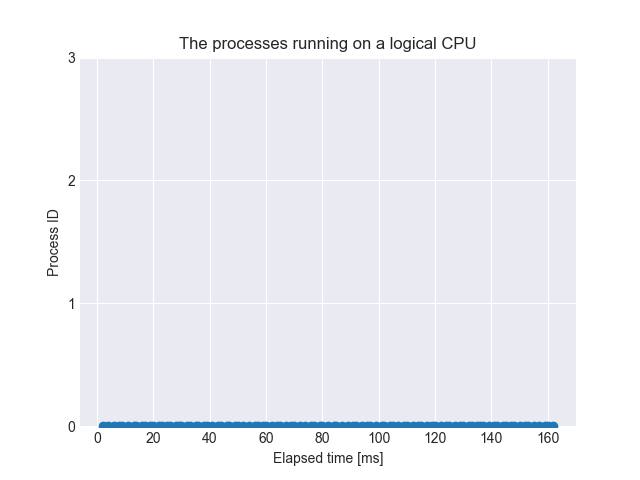 The processes running on a logical CPU
3
2
1
0
Process ID
0 20 40 60 80 100 120 140 160
Elapsed time [ms]